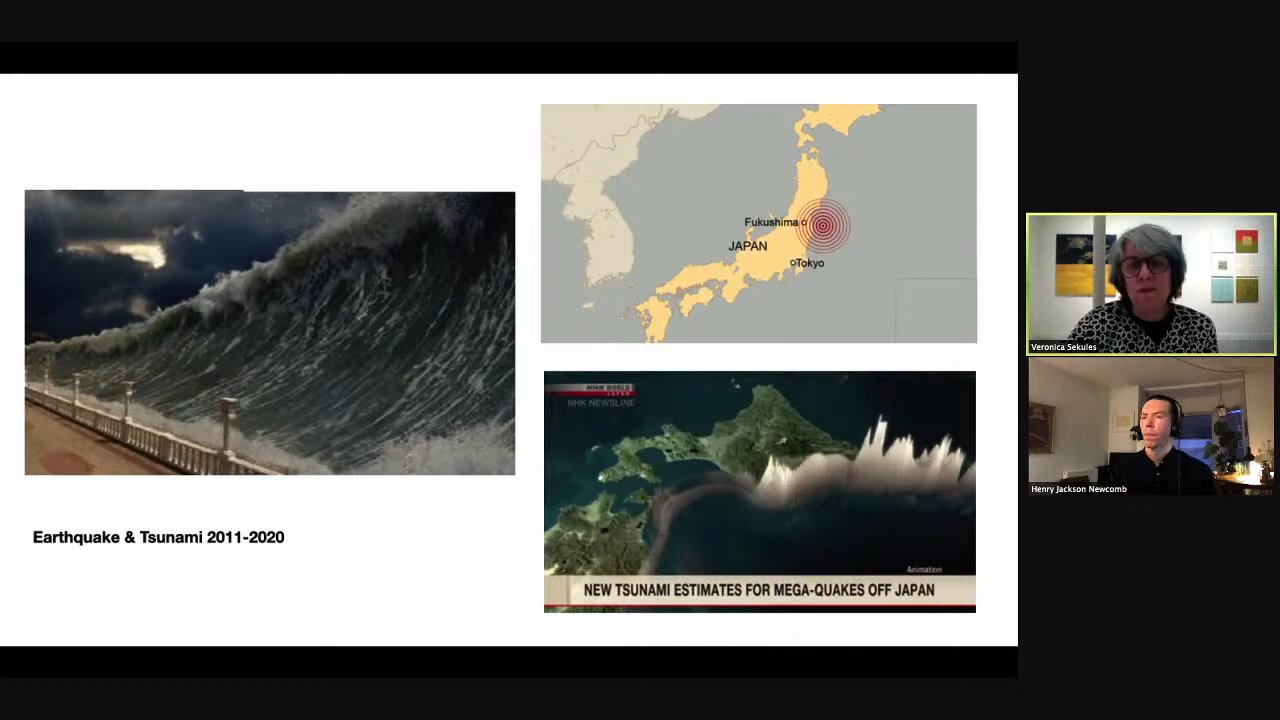 Fukushima
JAPAN
Tokyo
NHK WORLD
JAPAN
NHK NEWSLINE
Animation
NEW TSUNAMI ESTIMATES FOR MEGA-QUAKES OFF JAPAN
Earthquake & Tsunami 2011-2020
Veronica Sekules
Henry Jackson Newcomb